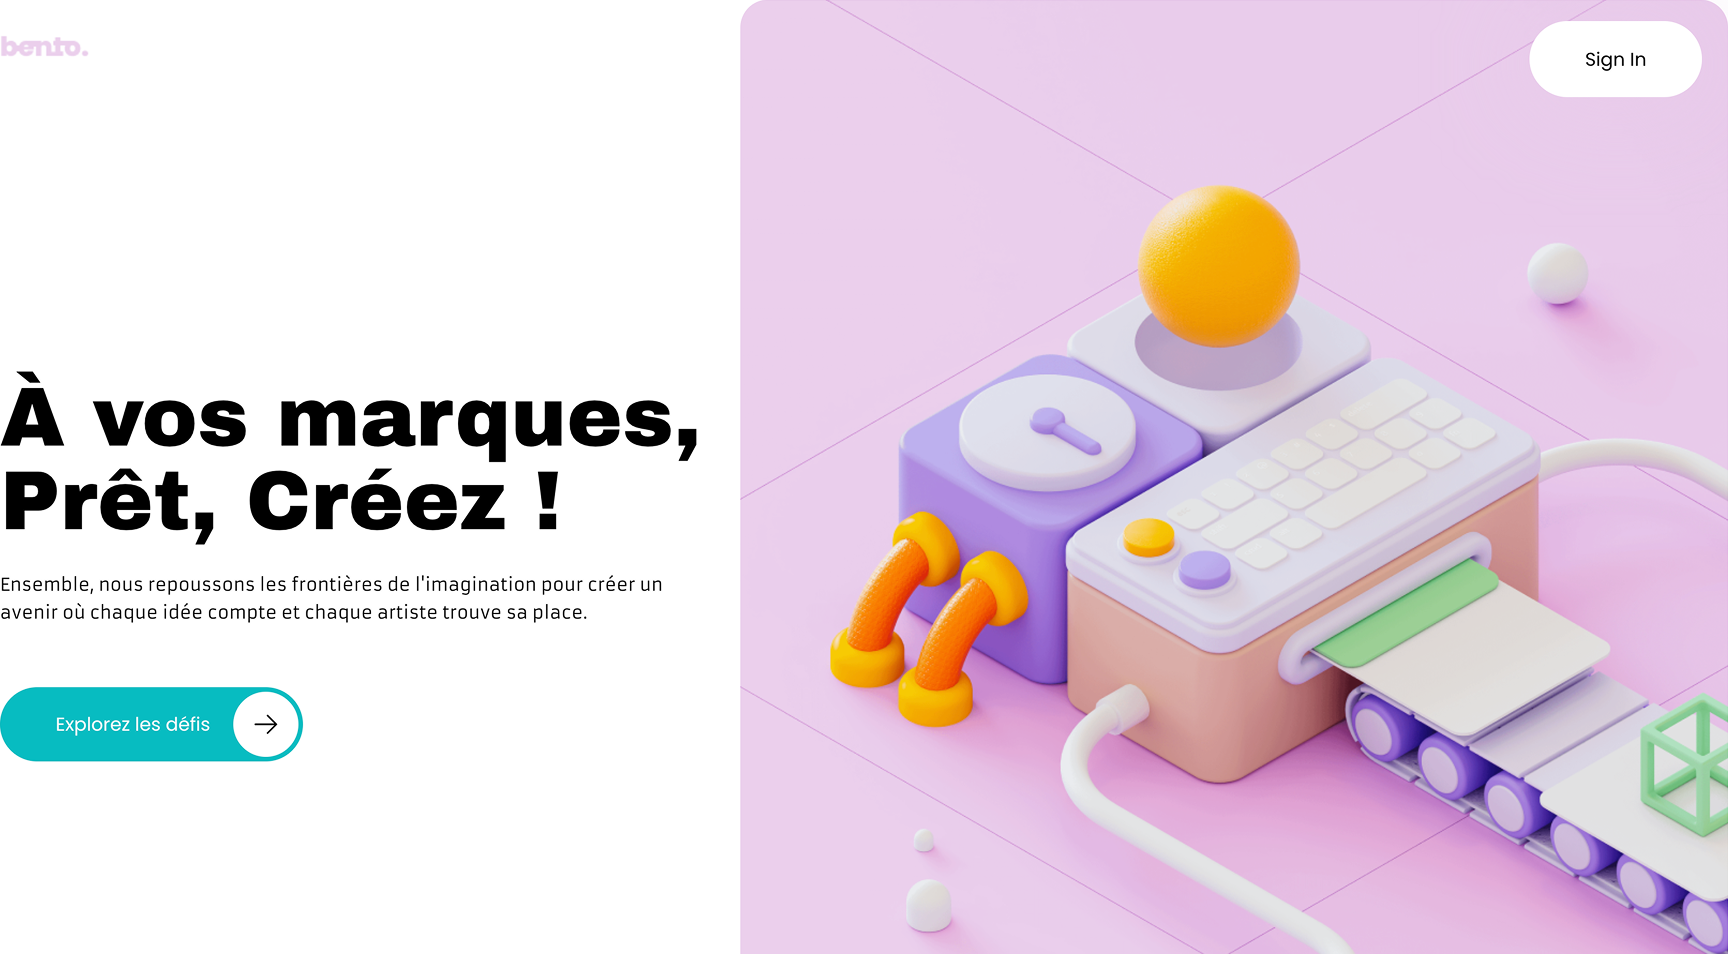 bento.
Sign In
À vos marques,
Prêt, Créez !
Ensemble, nous repoussons les frontières de l'imagination pour créer un
avenir où chaque idée compte et chaque artiste trouve sa place.
Explorez les défis